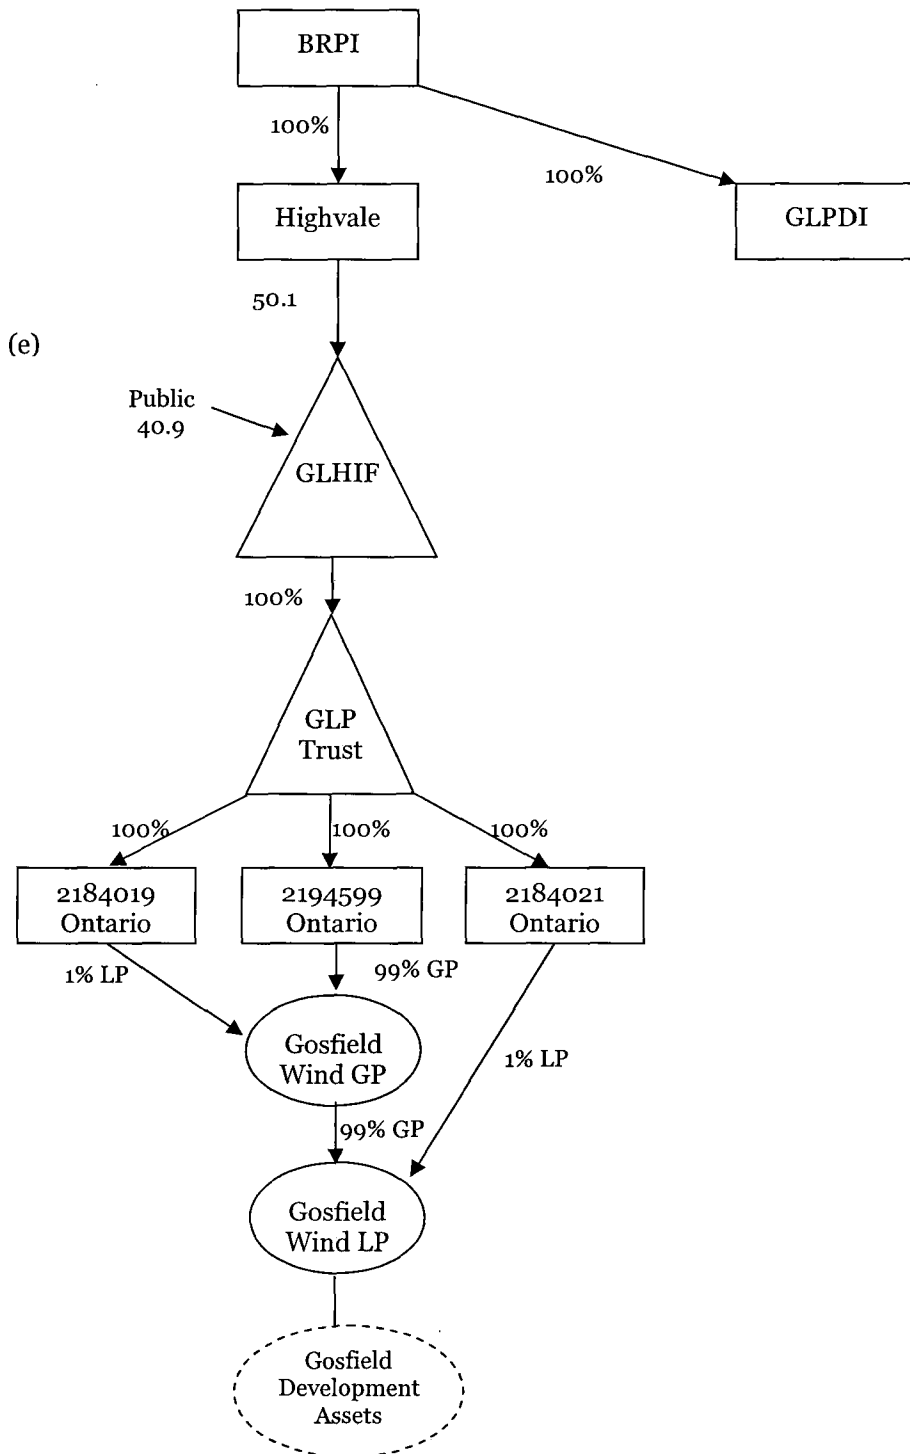 BRPI
100%
100%
Highvale
GLPDI
50.1
(e)
Public
40.9
GLHIF
100%
GLP
Trust
100%
100%
100%
2184019
Ontario
2194599
Ontario
2184021
Ontario
1% LP
99% GP
Gosfield
Wind GP
1% LP
99% GP
Gosfield
Wind LP
Gosfield
Development
Assets